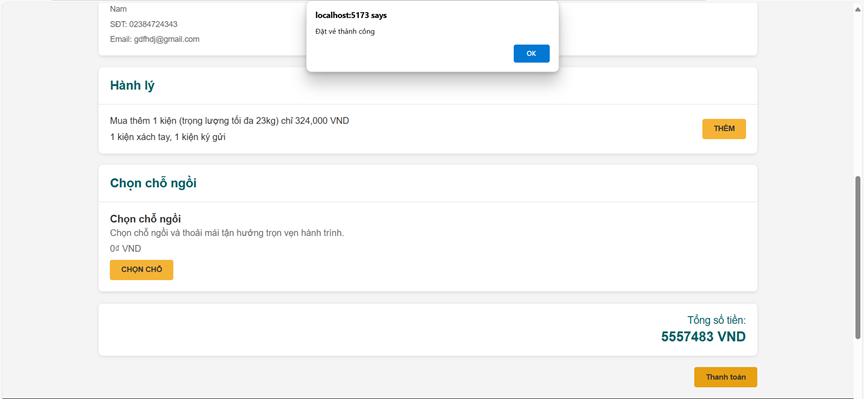 localhost:5173 says
Đặt vé thành công
OK
Nam
SĐT: 02384724343
Email: gdfhdj@gmail.com
Hành lý
Mua thêm 1 kiện (trọng lượng tối đa 23kg) chỉ 324,000 VND
1 kiện xách tay, 1 kiện ký gửi
THÊM
Chọn chỗ ngồi
Chọn chỗ ngồi
Chọn chỗ ngồi và thoải mái tận hưởng trọn vẹn hành trình.
0₫ VND
CHỌN CHỖ
Tổng số tiền:
5557483 VND
Thanh toán